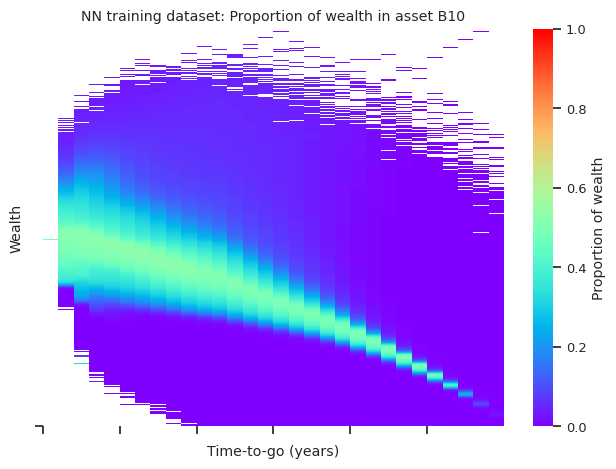 NN training dataset: Proportion of wealth in asset B10
Wealth
Time-to-go (years)
1.0
0.8
0.6
0.4
0.2
0.0
Proportion of wealth